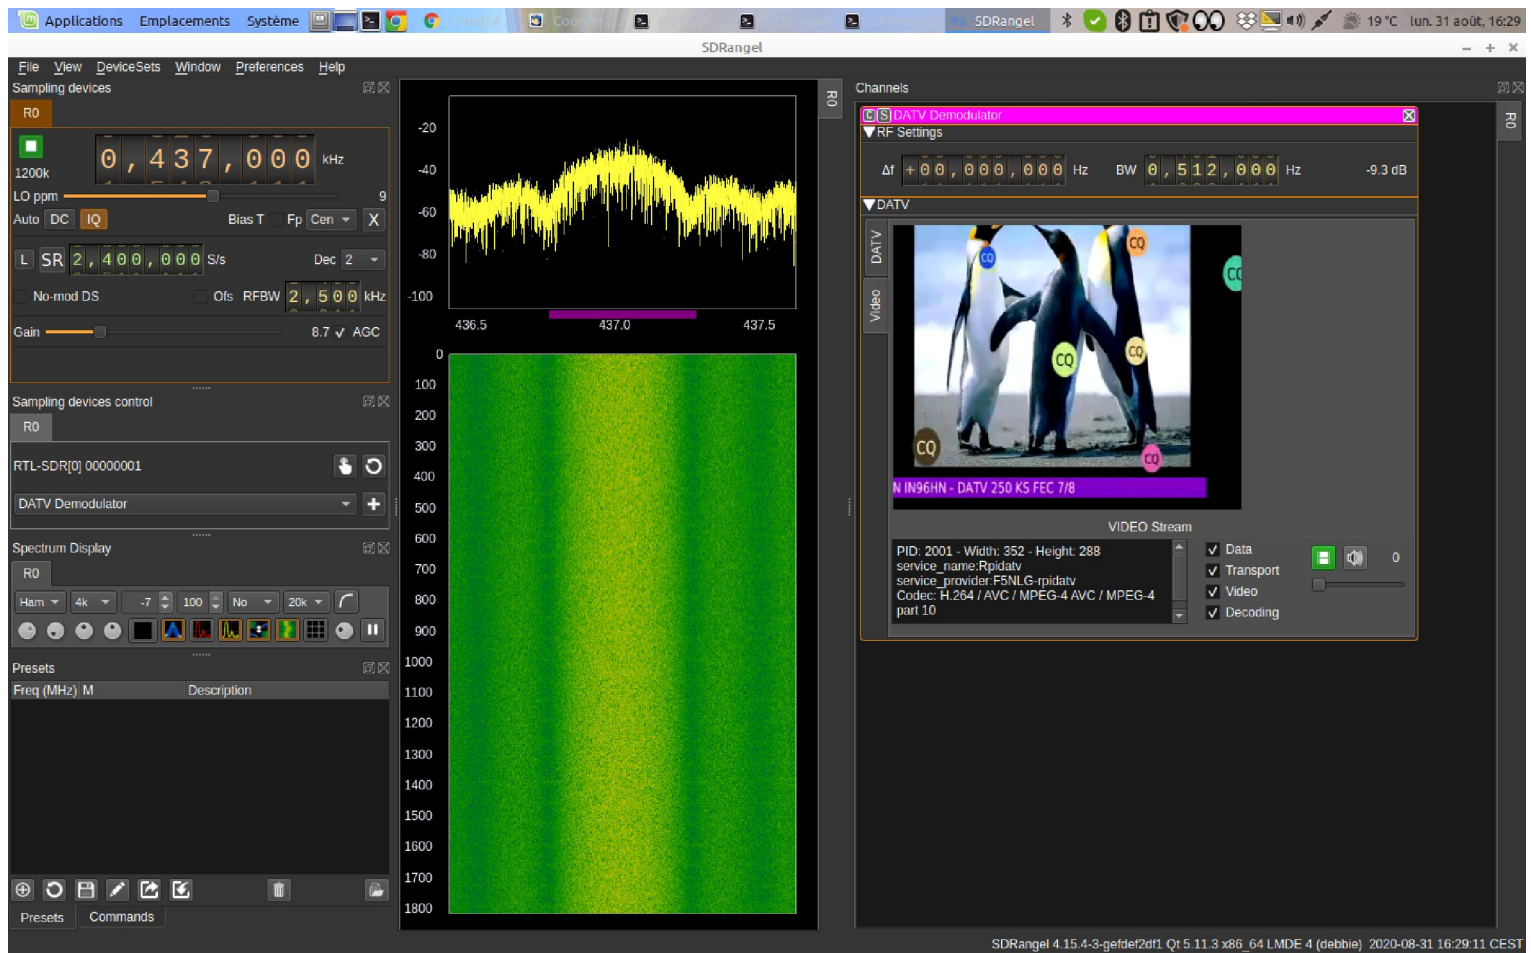 Applications Emplacements Système SDRangel 19 °C lun. 31 août, 16:29
SDRangel
File View DeviceSets Window Preferences Help
Sampling devices
R0
0,437,000 kHz
1200k
LO ppm 9
Auto DC IQ Bias T Fp Cen X
L SR 2,400,000 S/s Dec 2
No-mod DS Ofs RFBW 2,500 kHz
Gain 8.7 AGC
Sampling devices control
R0
RTL-SDR[0] 00000001
DATV Demodulator
Spectrum Display
R0
Ham 4k -7 100 No 20k
Presets
Freq (MHz) M Description
Presets Commands
-20
-40
-60
-80
-100
436.5 437.0 437.5
0
100
200
300
400
500
600
700
800
900
1000
1100
1200
1300
1400
1500
1600
1700
1800
R0
Channels
R0
C S DATV Demodulator
RF Settings
Δf +00,000,000 Hz BW 0,512,000 Hz -9.3 dB
DATV
DATV
Video
CQ
CQ
CQ
CQ
CQ
CQ
N IN96HN - DATV 250 KS FEC 7/8
VIDEO Stream
PID: 2001 - Width: 352 - Height: 288
service_name:Rpidatv
service_provider:F5NLG-rpidatv
Codec: H.264 / AVC / MPEG-4 AVC / MPEG-4
part 10
Data
Transport
Video
Decoding
0
SDRangel 4.15.4-3-gefdef2df1 Qt 5.11.3 x86_64 LMDE 4 (debbie) 2020-08-31 16:29:11 CEST